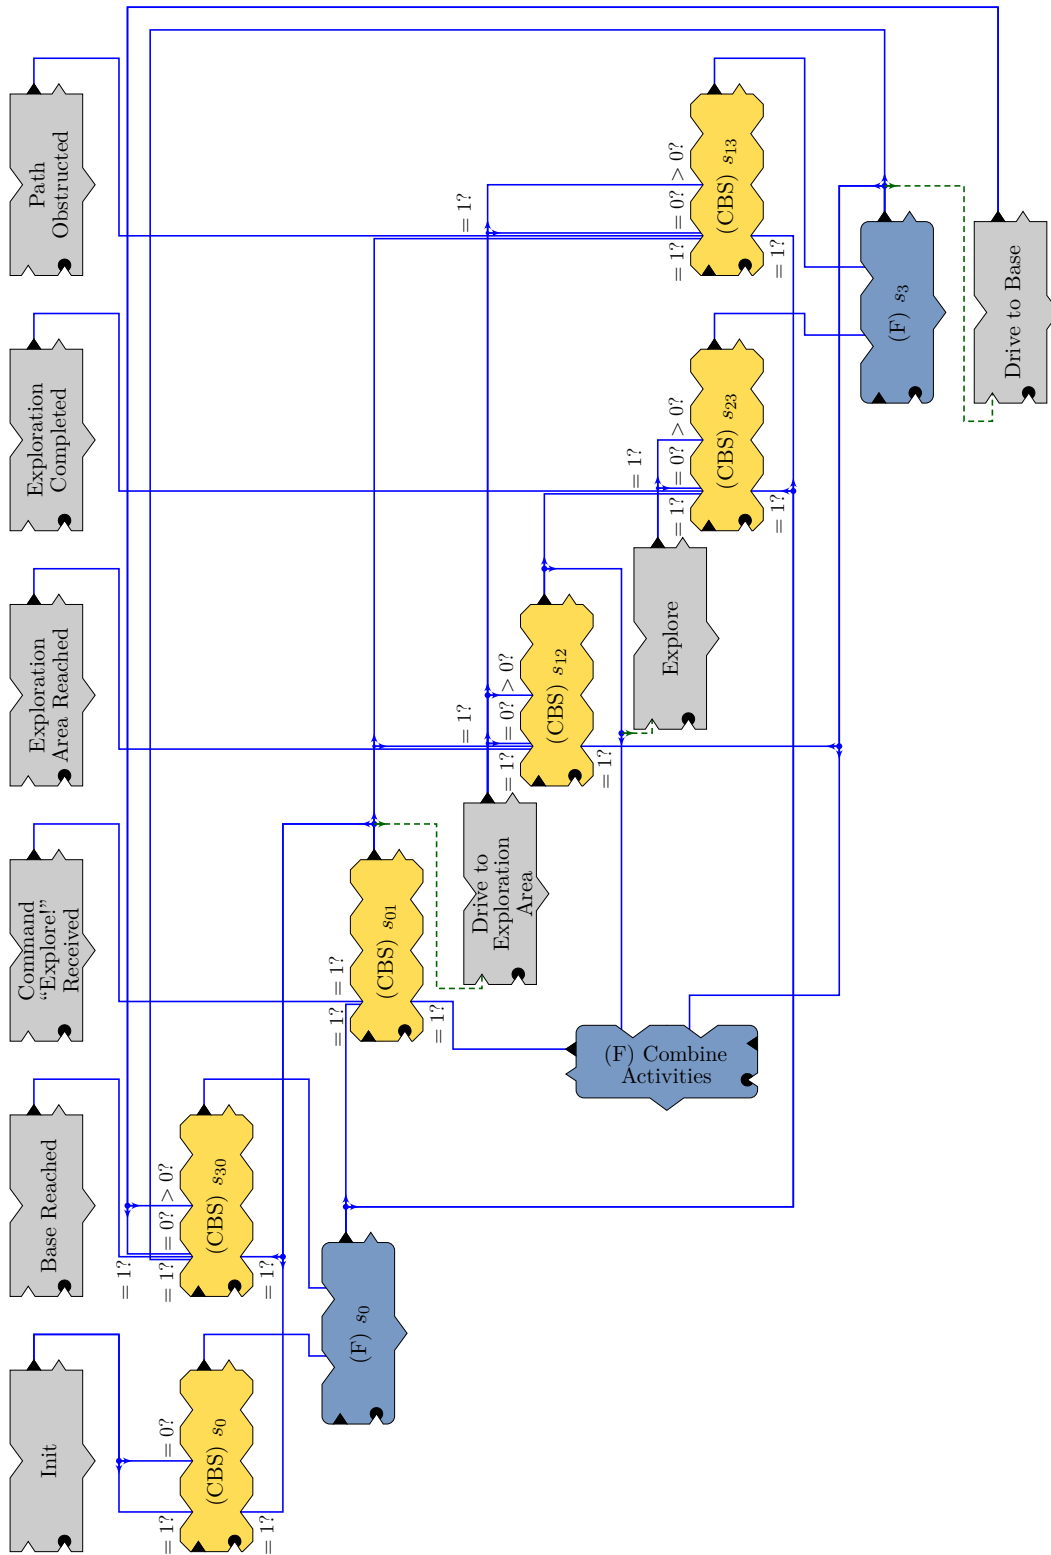 Init
Base Reached
Command
“Explore!”
Received
Exploration
Area Reached
Exploration
Completed
Path
Obstructed
= 1?
= 0?
(CBS) s0
= 1?
= 1?
= 1?
= 0?
> 0?
(CBS) s30
= 1?
(F) s0
= 1?
= 1?
(CBS) s01
= 1?
Drive to
Exploration
Area
(F) Combine
Activities
= 1?
= 1?
= 0?
> 0?
(CBS) s12
= 1?
Explore
= 1?
= 1?
= 0?
> 0?
(CBS) s23
= 1?
= 1?
= 1?
= 0?
> 0?
(CBS) s13
= 1?
(F) s3
Drive to Base